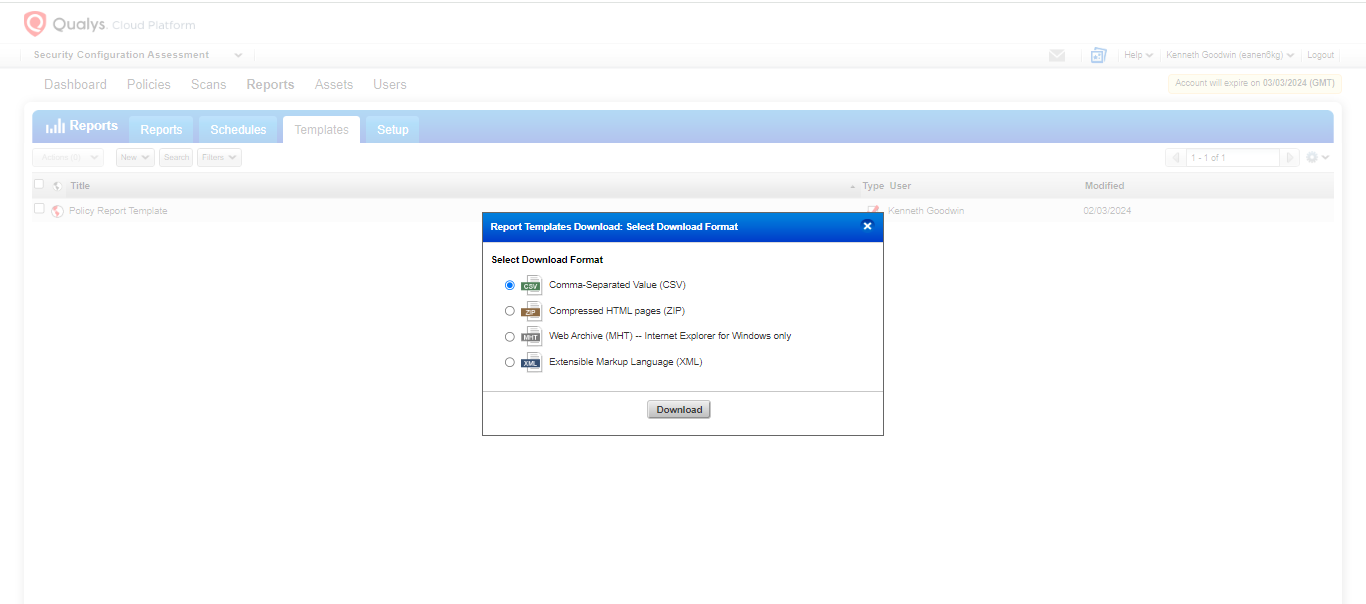 Qualys. Cloud Platform
Security Configuration Assessment
Help Kenneth Goodwin (eaneri6kg) Logout
Dashboard Policies Scans Reports Assets Users
Account will expire on 03/03/2024 (GMT)
Reports Reports Schedules Templates Setup
Actions (0) New Search Filters 1 - 1 of 1
Title Type User Modified
Policy Report Template Kenneth Goodwin 02/03/2024
Report Templates Download: Select Download Format
Select Download Format
CSV Comma-Separated Value (CSV)
ZIP Compressed HTML pages (ZIP)
MHT Web Archive (MHT) -- Internet Explorer for Windows only
XML Extensible Markup Language (XML)
Download